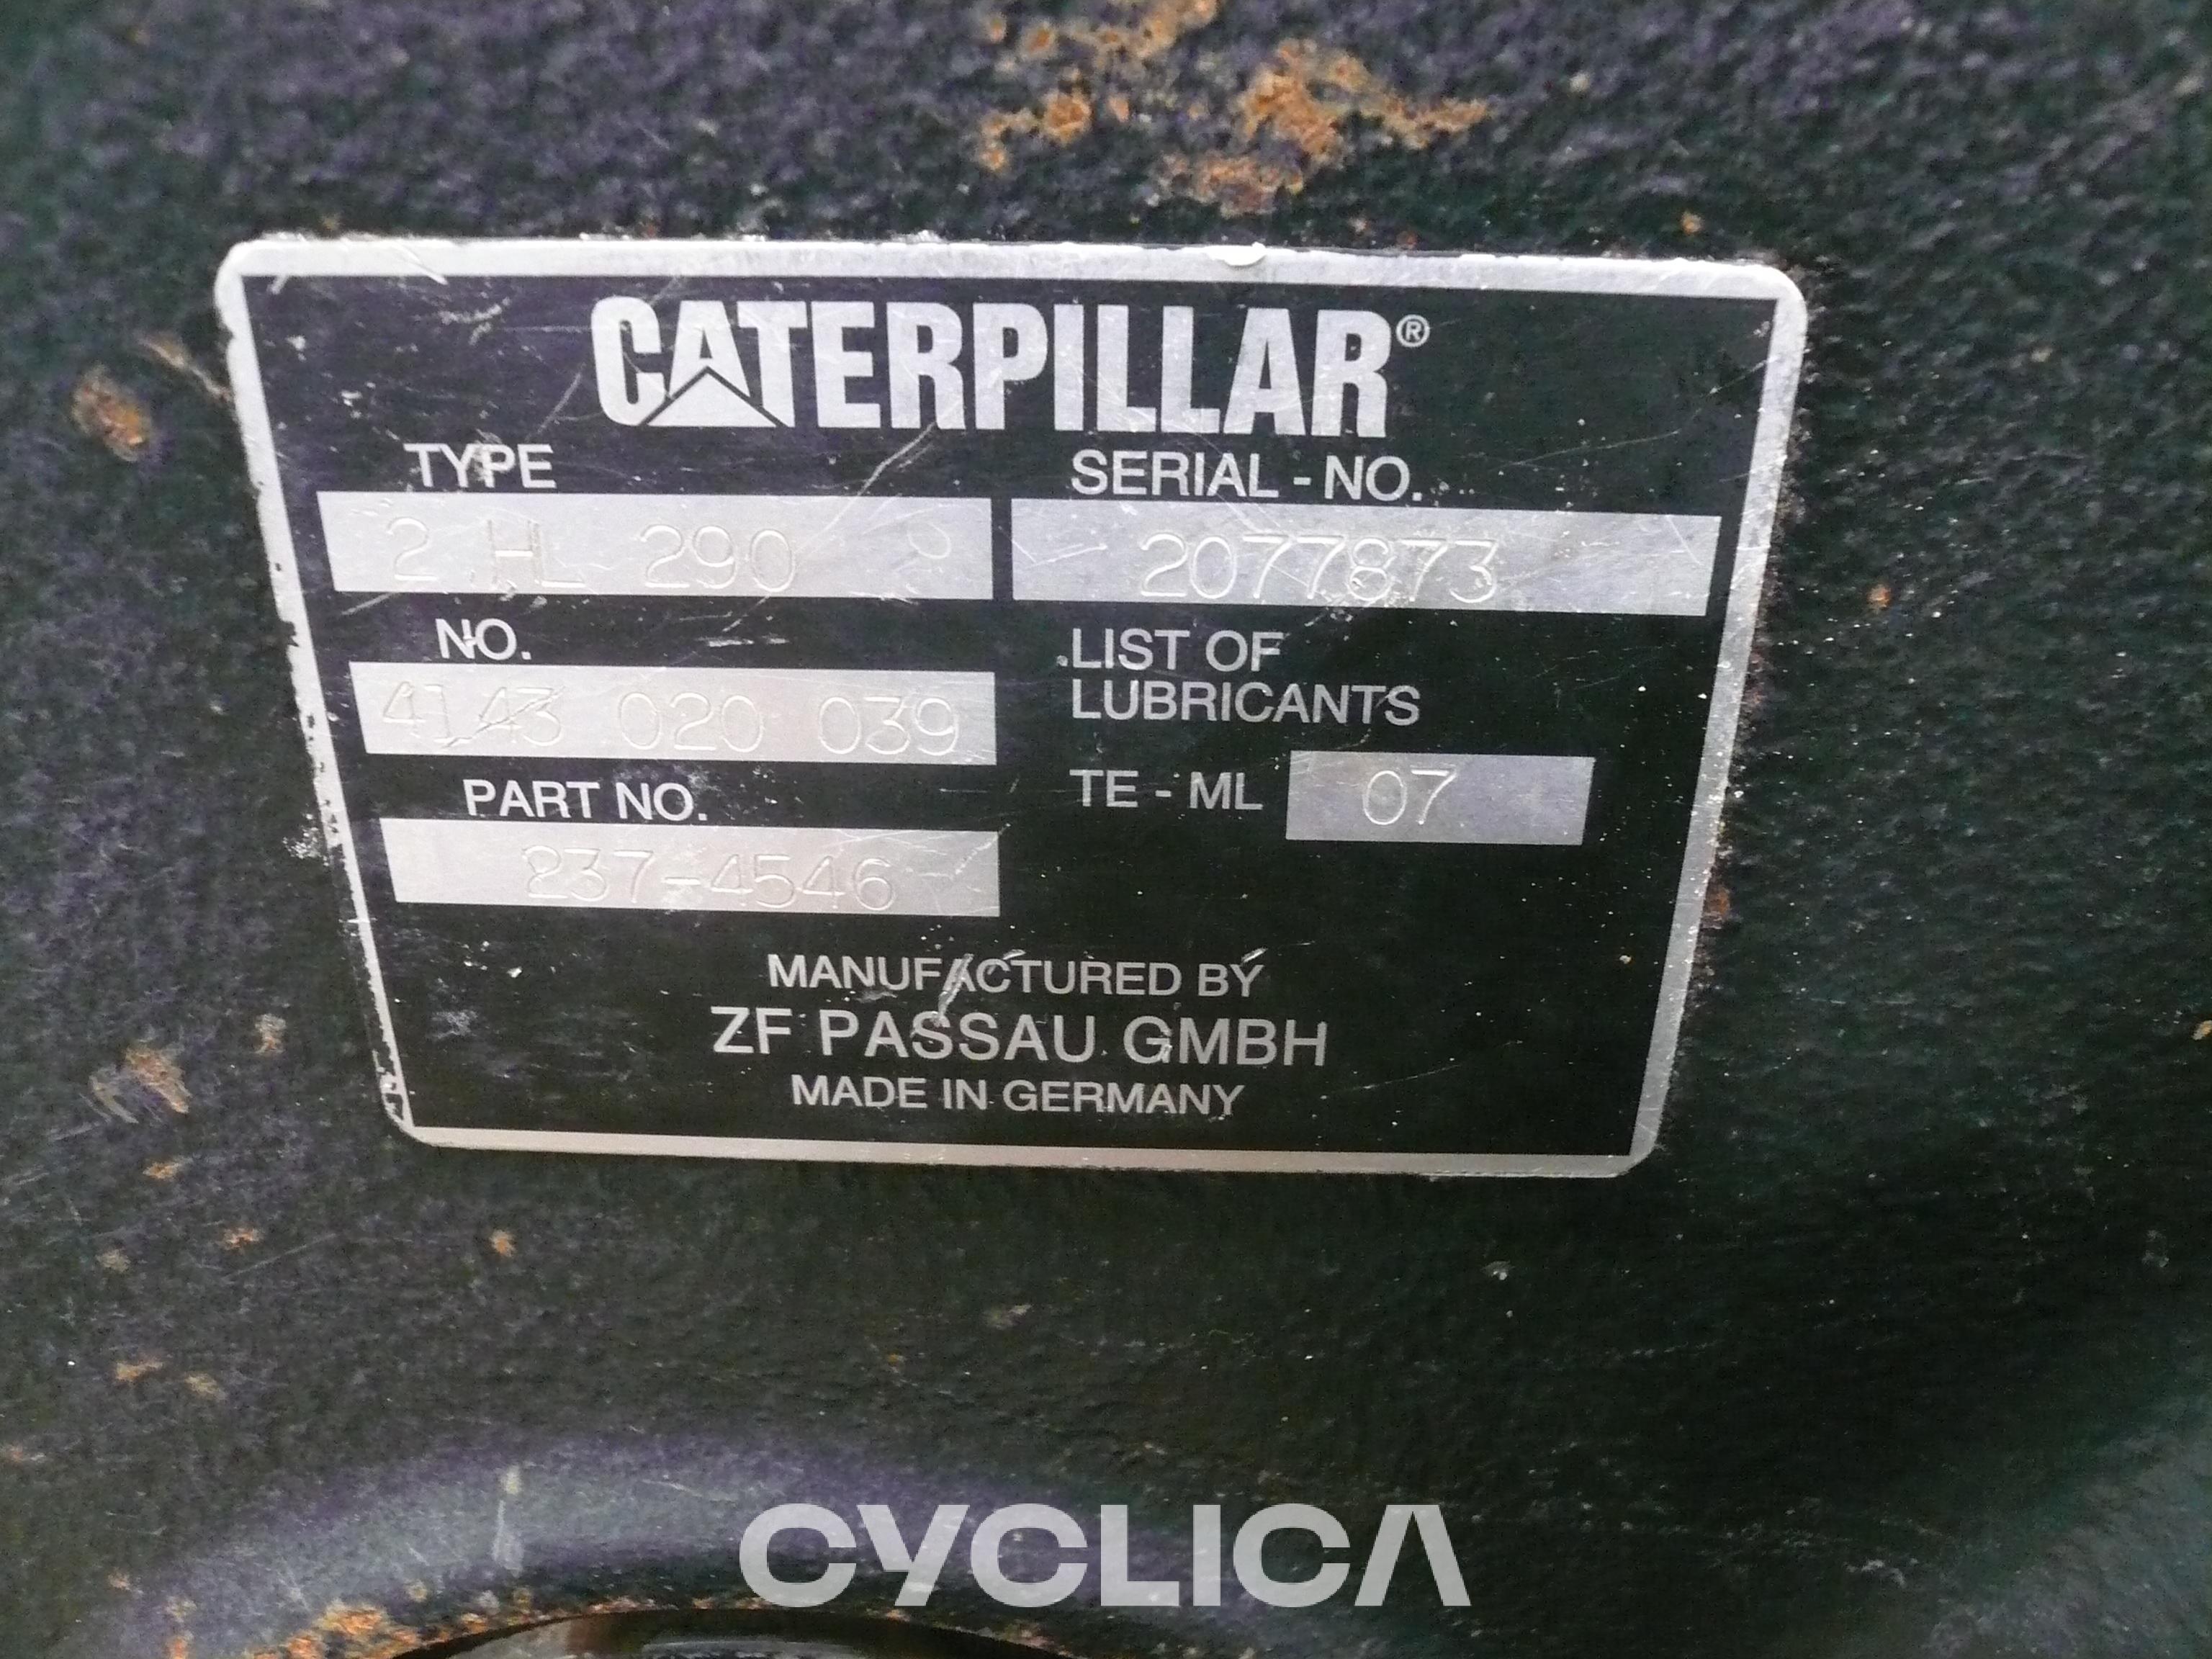 CATERPILLAR®
TYPE
2 HL 290
SERIAL - NO.
2077873
NO.
4143 020 039
LIST OF
LUBRICANTS
TE - ML 07
PART NO.
237-4546
MANUFACTURED BY
ZF PASSAU GMBH
MADE IN GERMANY
CYCLICA